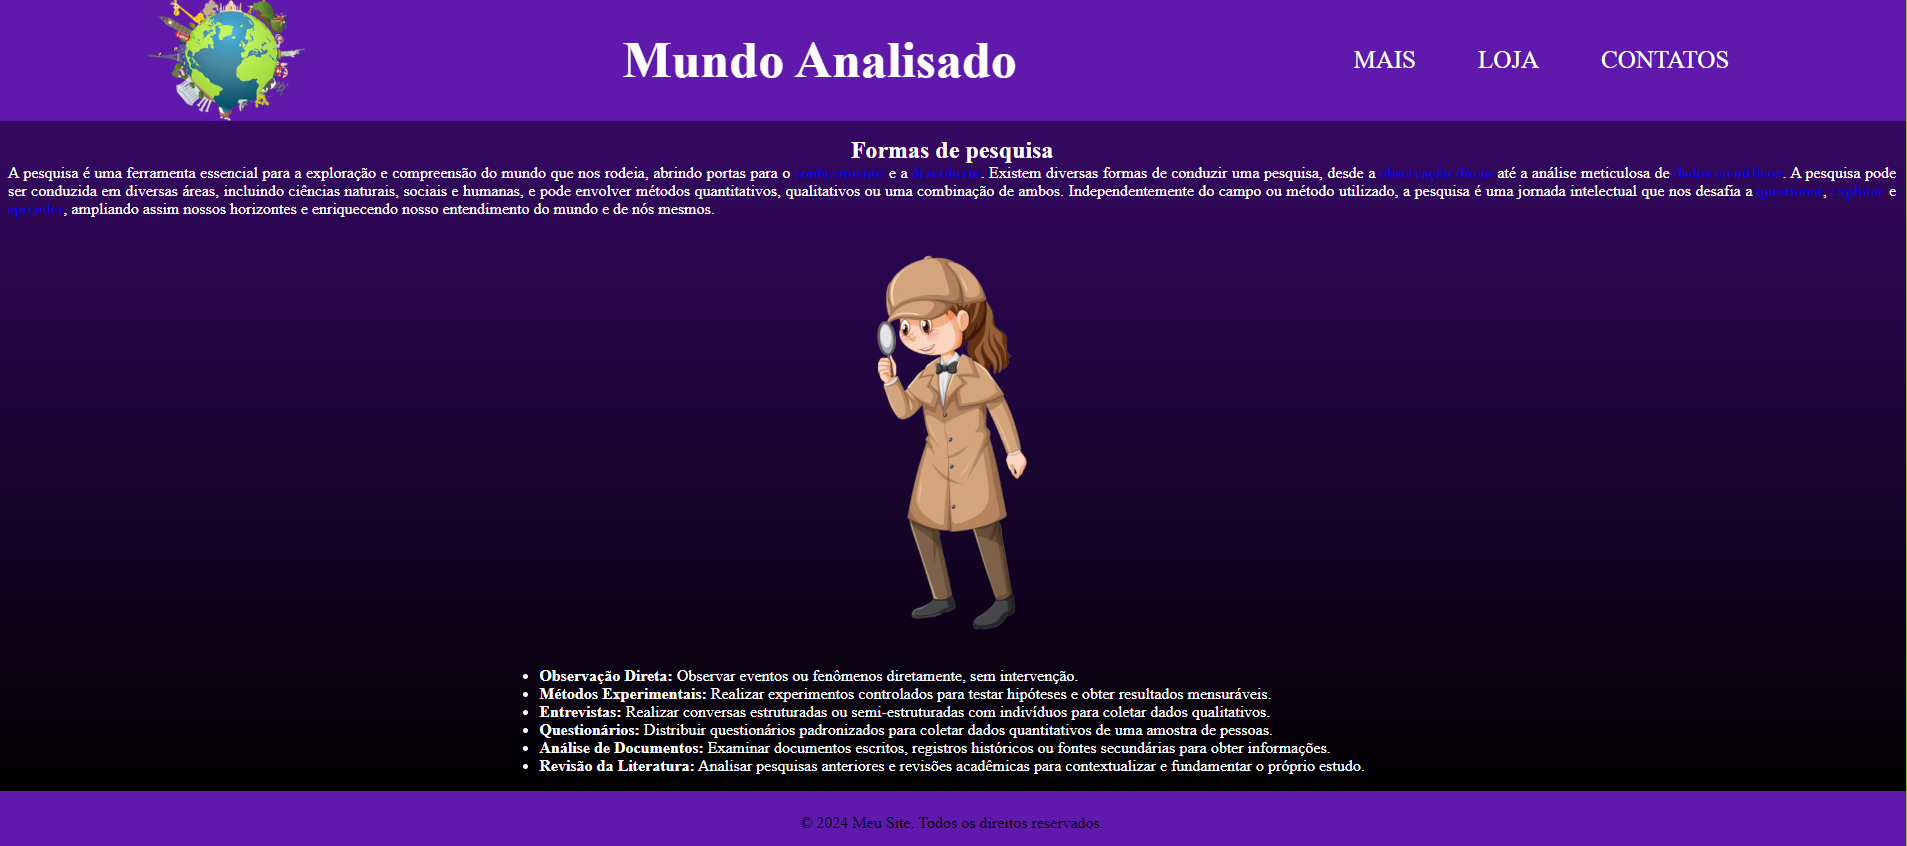 Mundo Analisado
MAIS LOJA CONTATOS
Formas de pesquisa
A pesquisa é uma ferramenta essencial para a exploração e compreensão do mundo que nos rodeia, abrindo portas para o conhecimento e a descoberta. Existem diversas formas de conduzir uma pesquisa, desde a observação direta até a análise meticulosa de dados científicos. A pesquisa pode
ser conduzida em diversas áreas, incluindo ciências naturais, sociais e humanas, e pode envolver métodos quantitativos, qualitativos ou uma combinação de ambos. Independentemente do campo ou método utilizado, a pesquisa é uma jornada intelectual que nos desafia a questionar, explorar e
aprender, ampliando assim nossos horizontes e enriquecendo nosso entendimento do mundo e de nós mesmos.
• Observação Direta: Observar eventos ou fenômenos diretamente, sem intervenção.
• Métodos Experimentais: Realizar experimentos controlados para testar hipóteses e obter resultados mensuráveis.
• Entrevistas: Realizar conversas estruturadas ou semi-estruturadas com indivíduos para coletar dados qualitativos.
• Questionários: Distribuir questionários padronizados para coletar dados quantitativos de uma amostra de pessoas.
• Análise de Documentos: Examinar documentos escritos, registros históricos ou fontes secundárias para obter informações.
• Revisão da Literatura: Analisar pesquisas anteriores e revisões acadêmicas para contextualizar e fundamentar o próprio estudo.
© 2024 Meu Site. Todos os direitos reservados.